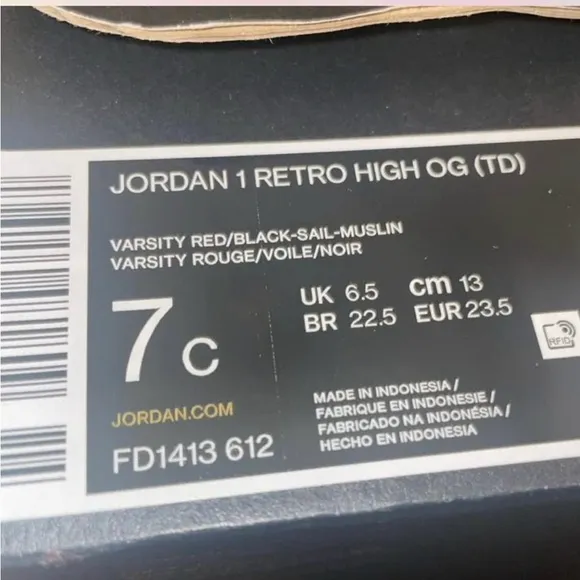 JORDAN 1 RETRO HIGH OG (TD)
VARSITY RED/BLACK-SAIL-MUSLIN
VARSITY ROUGE/VOILE/NOIR
7C
UK 6.5 cm 13
BR 22.5 EUR 23.5
RFID
JORDAN.COM
FD1413 612
MADE IN INDONESIA /
FABRIQUE EN INDONESIE /
FABRICADO NA INDONÉSIA /
HECHO EN INDONESIA